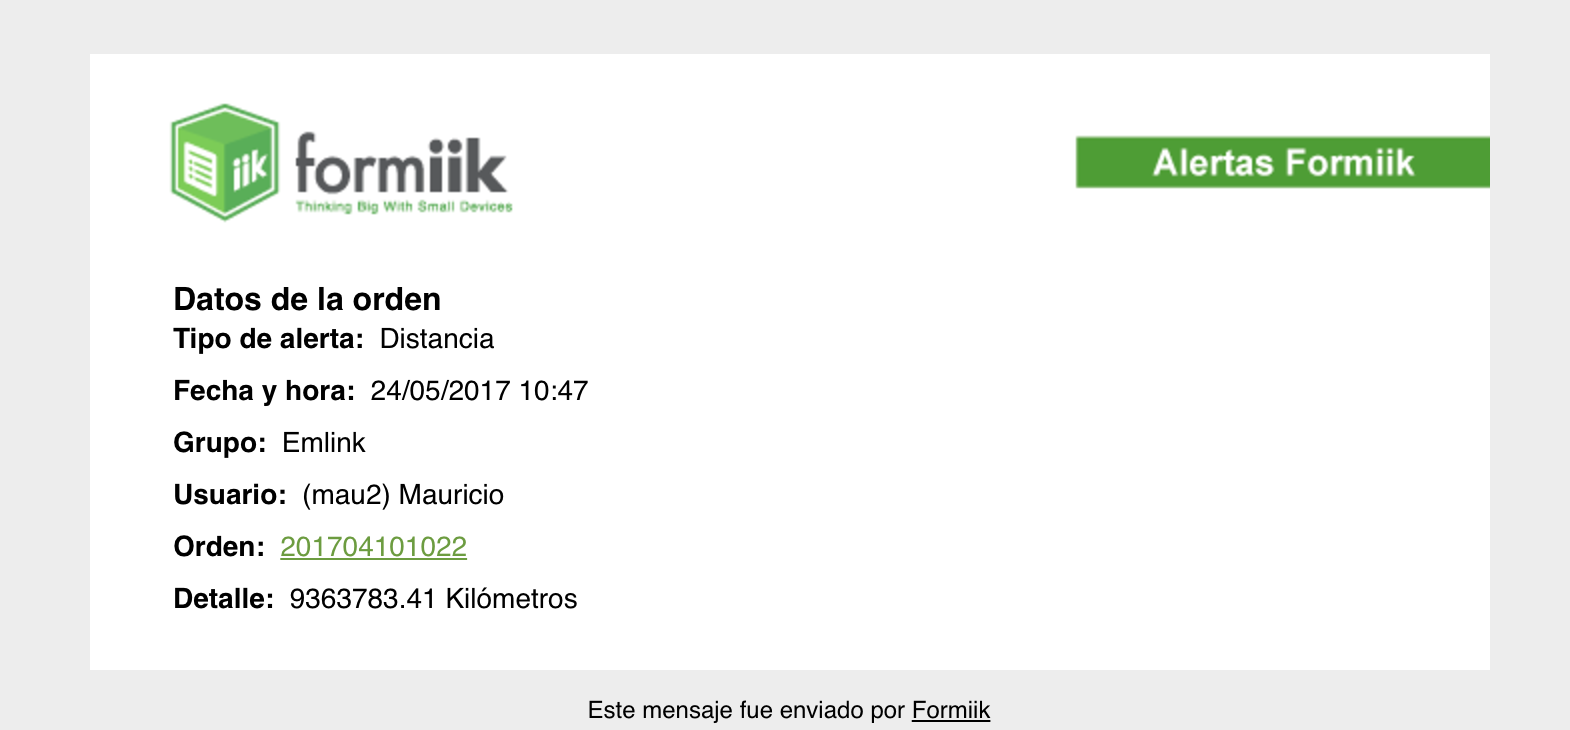 iik formiik
Thinking Big With Small Devices
Alertas Formiik
Datos de la orden
Tipo de alerta: Distancia
Fecha y hora: 24/05/2017 10:47
Grupo: Emlink
Usuario: (mau2) Mauricio
Orden: 201704101022
Detalle: 9363783.41 Kilómetros
Este mensaje fue enviado por Formiik